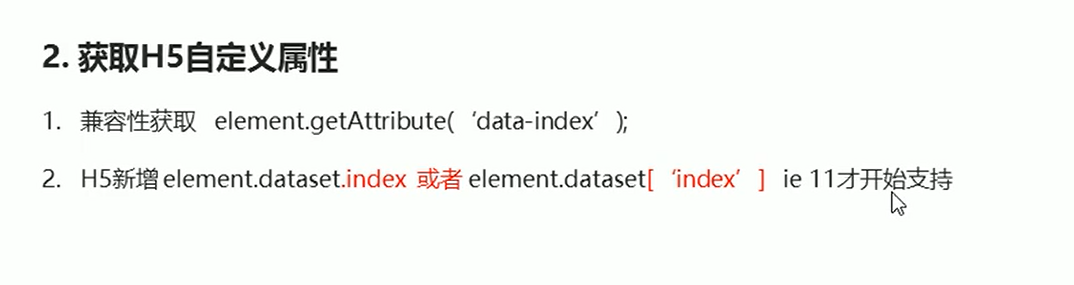 2. 获取H5自定义属性
1. 兼容性获取 element.getAttribute(‘data-index’);
2. H5新增 element.dataset.index 或者 element.dataset[‘index’] ie 11才开始支持